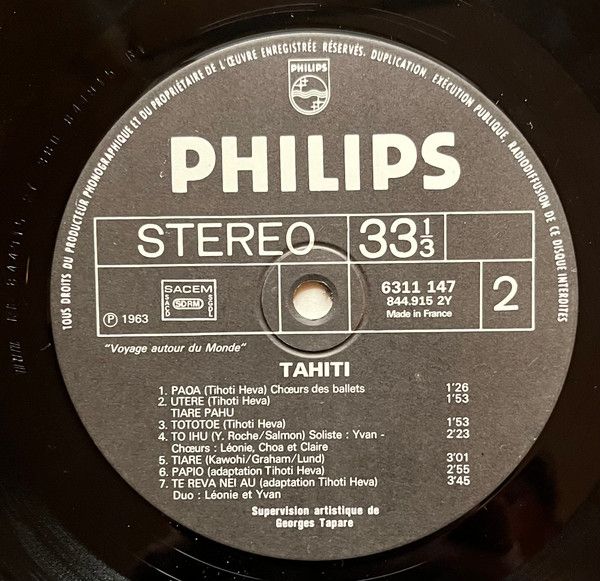 TOUS DROITS DU PRODUCTEUR PHONOGRAPHIQUE ET DU PROPRIÉTAIRE DE L'ŒUVRE ENREGISTRÉE RÉSERVÉS. DUPLICATION, EXÉCUTION PUBLIQUE, RADIODIFFUSION DE CE DISQUE INTERDITES
PHILIPS
PHILIPS
STEREO
33 1/3
SACEM
SACD SDRM SGDL
℗ 1963
6311 147
844.915 2Y
Made in France
2
"Voyage autour du Monde"
TAHITI
1. PAOA (Tihoti Heva) Chœurs des ballets 1'26
2. UTERE (Tihoti Heva) 1'53
TIARE PAHU
3. TOTOTOE (Tihoti Heva) 1'53
4. TO IHU (Y. Roche/Salmon) Soliste : Yvan - 2'23
Chœurs : Léonie, Choa et Claire
5. TIARE (Kawohi/Graham/Lund) 3'01
6. PAPIO (adaptation Tihoti Heva) 2'55
7. TE REVA NEI AU (adaptation Tihoti Heva) 3'45
Duo : Léonie et Yvan
Supervision artistique de
Georges Tapare